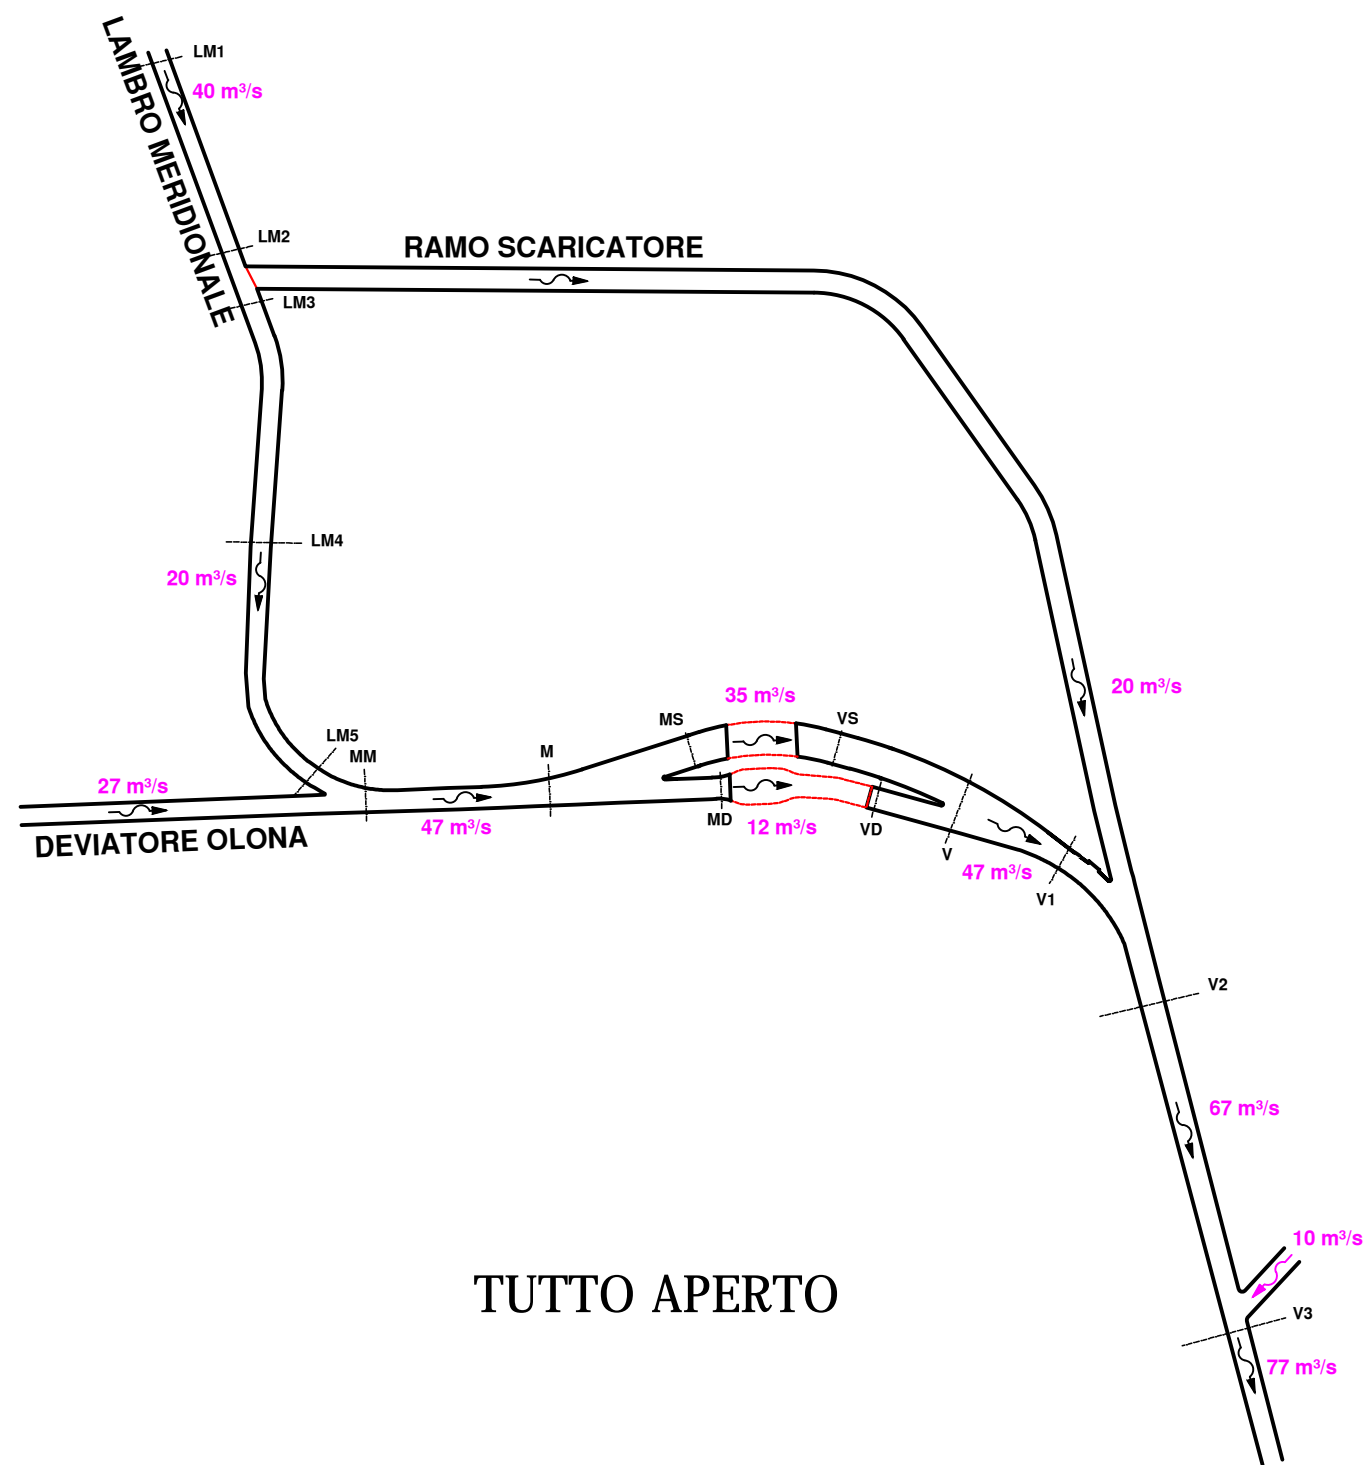 LM1
40 m³/s
LAMBRO MERIDIONALE
LM2
RAMO SCARICATORE
LM3
LM4
20 m³/s
20 m³/s
35 m³/s
MS
VS
LM5
MM
M
27 m³/s
DEVIATORE OLONA
47 m³/s
MD
12 m³/s
VD
V
47 m³/s
V1
V2
67 m³/s
10 m³/s
TUTTO APERTO
V3
77 m³/s